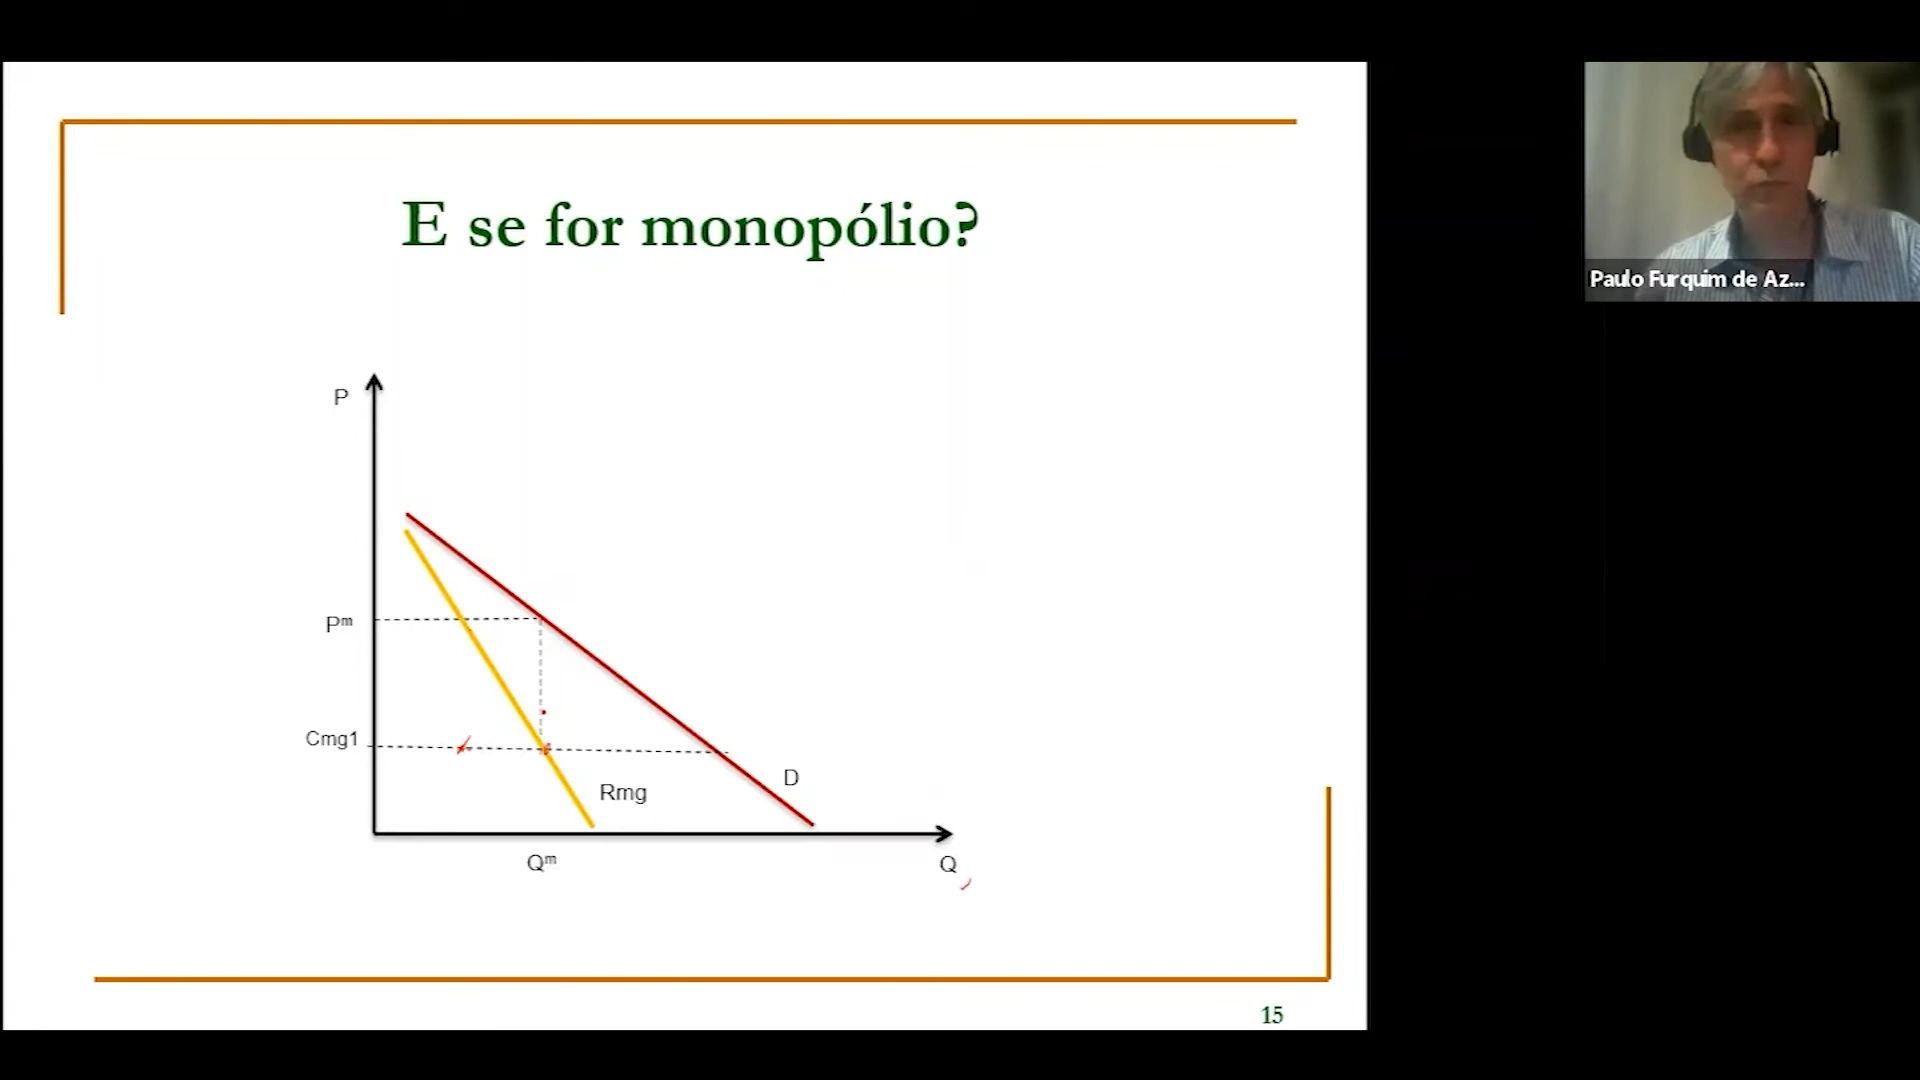 E se for monopólio?
Paulo Furquim de Az...
P
Pᵐ
Cmg1
D
Rmg
Qᵐ
Q
15